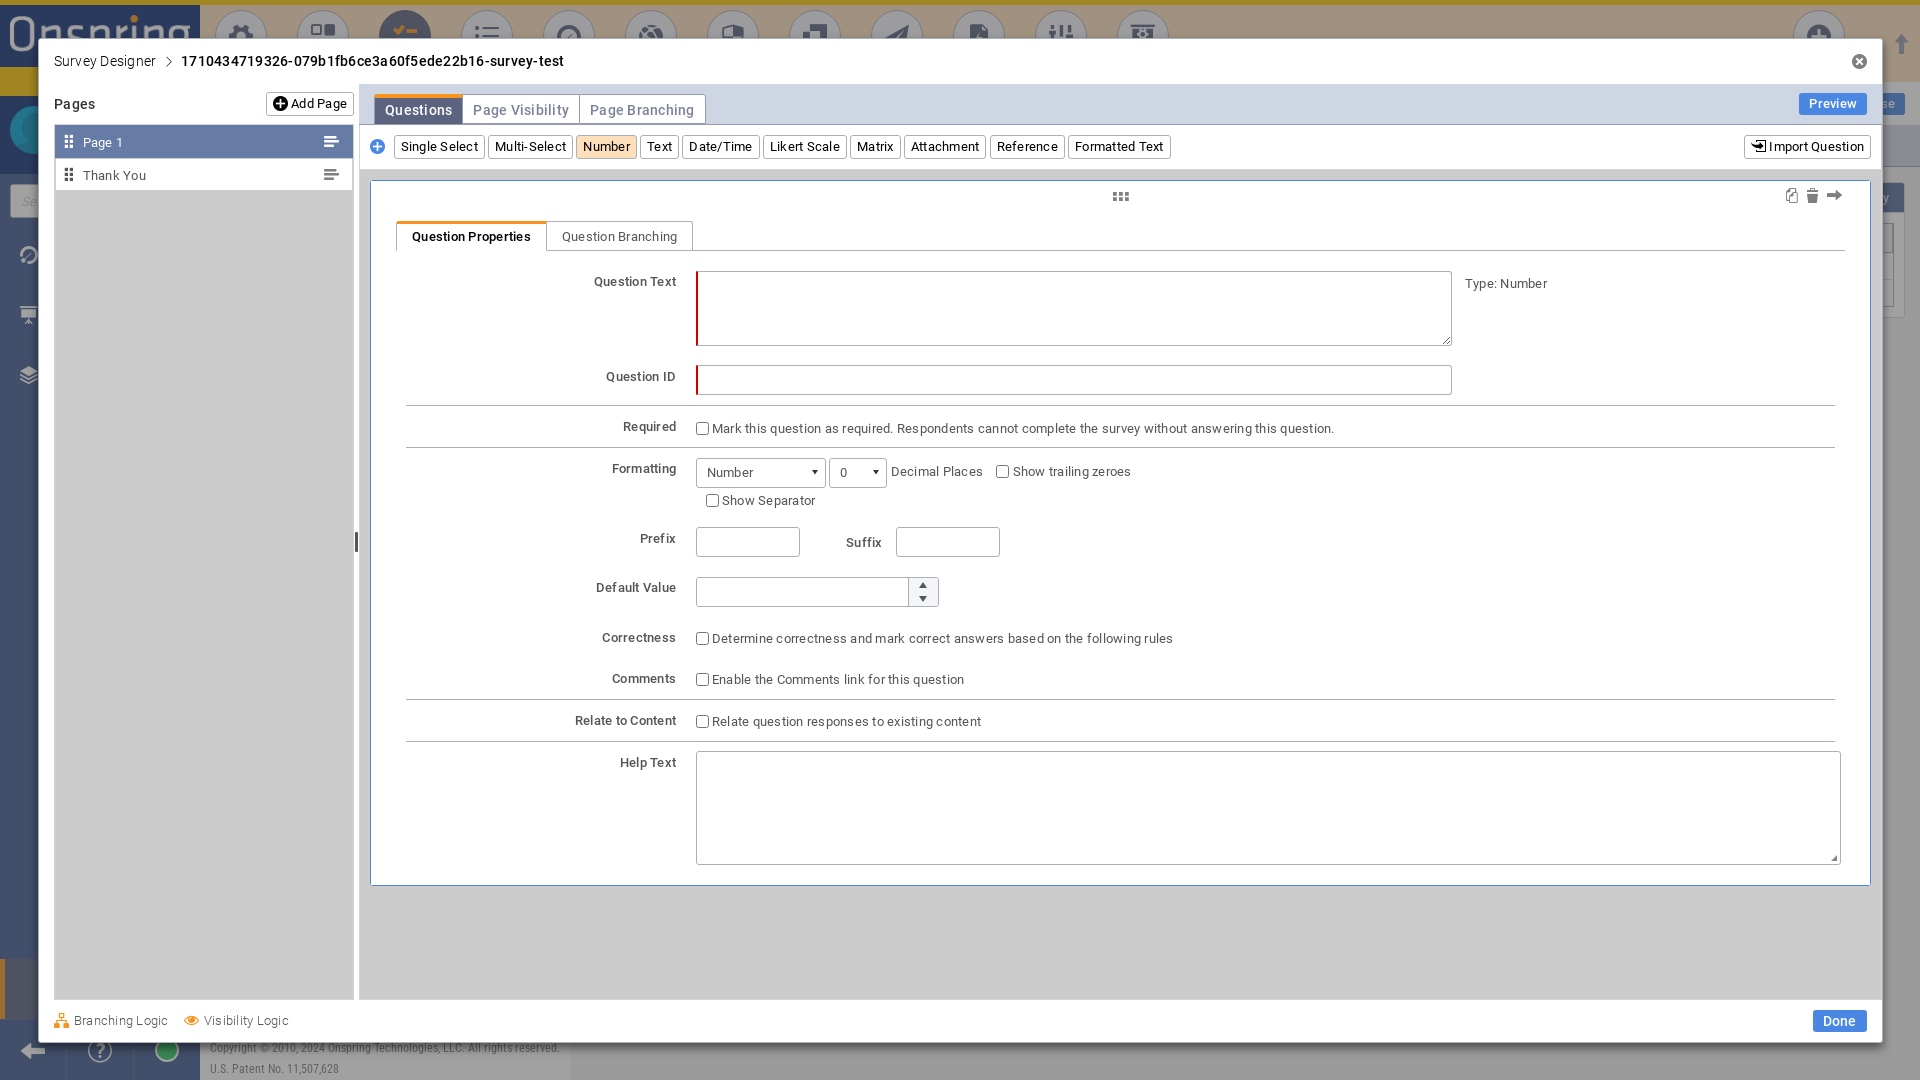 Onspring
Survey Designer > 1710434719326-079b1fb6ce3a60f5ede22b16-survey-test
Pages
Add Page
Page 1
Thank You
Questions
Page Visibility
Page Branching
Preview
Single Select
Multi-Select
Number
Text
Date/Time
Likert Scale
Matrix
Attachment
Reference
Formatted Text
Import Question
Question Properties
Question Branching
Question Text
Type: Number
Question ID
Required
Mark this question as required. Respondents cannot complete the survey without answering this question.
Formatting
Number
0
Decimal Places
Show trailing zeroes
Show Separator
Prefix
Suffix
Default Value
Correctness
Determine correctness and mark correct answers based on the following rules
Comments
Enable the Comments link for this question
Relate to Content
Relate question responses to existing content
Help Text
Branching Logic
Visibility Logic
Done
Copyright © 2010, 2024 Onspring Technologies, LLC. All rights reserved.
U.S. Patent No. 11,507,628